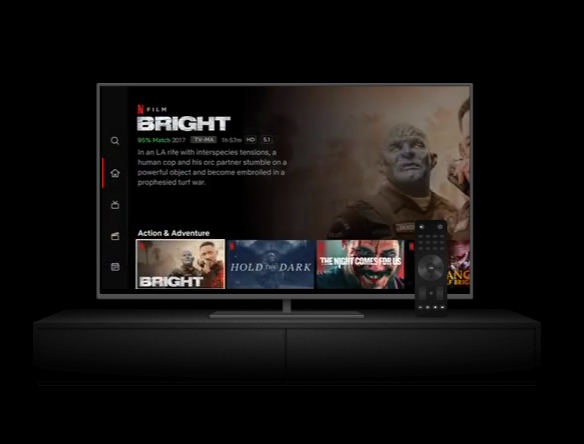 FILM
BRIGHT
95% Match 2017 TV-MA 1h 57m HD 5.1
In an LA rife with interspecies tensions, a
human cop and his orc partner stumble on a
powerful object and become embroiled in a
prophesied turf war.
Action & Adventure
BRIGHT
HOLD THE DARK
THE NIGHT COMES FOR US